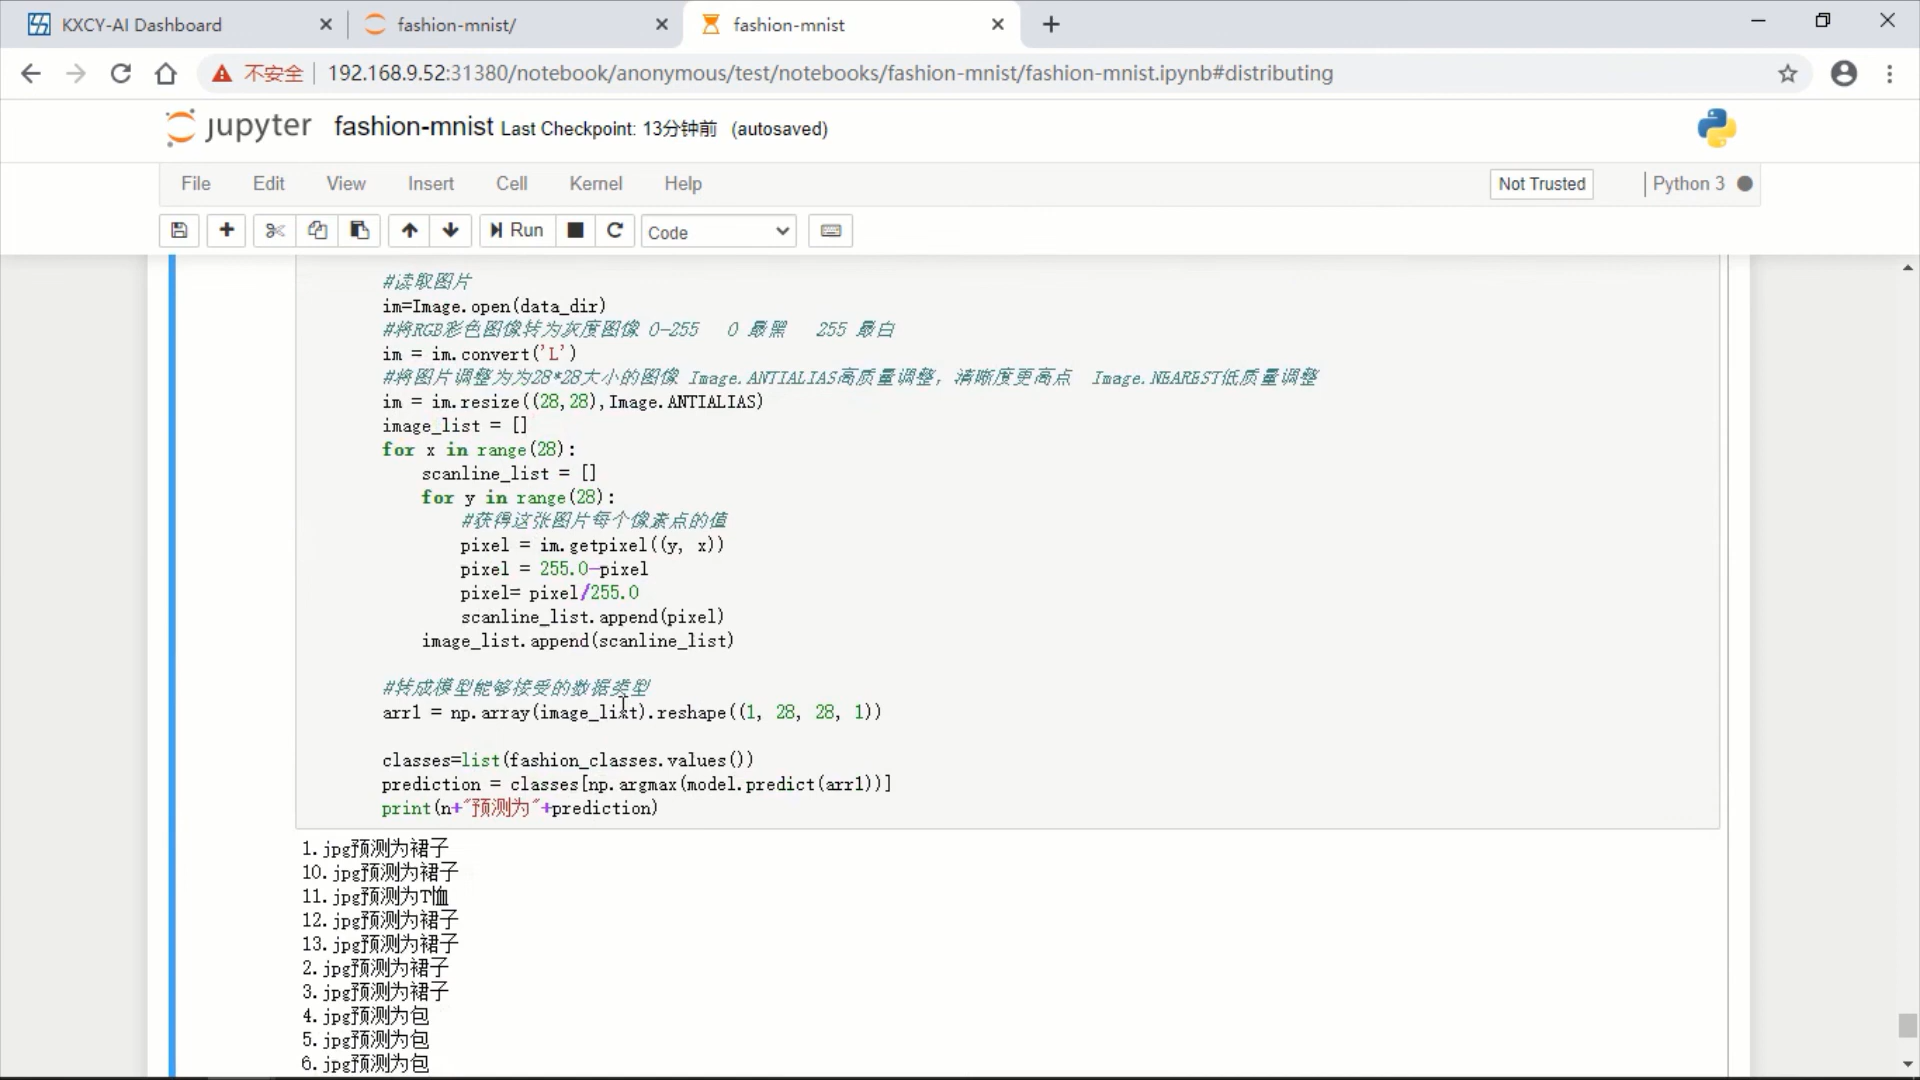 KXCY-AI Dashboard
fashion-mnist/
fashion-mnist
不安全
192.168.9.52:31380/notebook/anonymous/test/notebooks/fashion-mnist/fashion-mnist.ipynb#distributing
jupyter
fashion-mnist Last Checkpoint: 13分钟前 (autosaved)
File Edit View Insert Cell Kernel Help
Not Trusted
Python 3
Run
Code
#读取图片
im=Image.open(data_dir)
#将RGB彩色图像转为灰度图像 0-255 0 最黑 255 最白
im = im.convert('L')
#将图片调整为为28*28大小的图像 Image.ANTIALIAS高质量调整，清晰度更高点 Image.NEAREST低质量调整
im = im.resize((28,28),Image.ANTIALIAS)
image_list = []
for x in range(28):
scanline_list = []
for y in range(28):
#获得这张图片每个像素点的值
pixel = im.getpixel((y, x))
pixel = 255.0-pixel
pixel= pixel/255.0
scanline_list.append(pixel)
image_list.append(scanline_list)
#转成模型能够接受的数据类型
arr1 = np.array(image_list).reshape((1, 28, 28, 1))
classes=list(fashion_classes.values())
prediction = classes[np.argmax(model.predict(arr1))]
print(n+"预测为"+prediction)
1.jpg预测为裙子
10.jpg预测为裙子
11.jpg预测为T恤
12.jpg预测为裙子
13.jpg预测为裙子
2.jpg预测为裙子
3.jpg预测为裙子
4.jpg预测为包
5.jpg预测为包
6.jpg预测为包